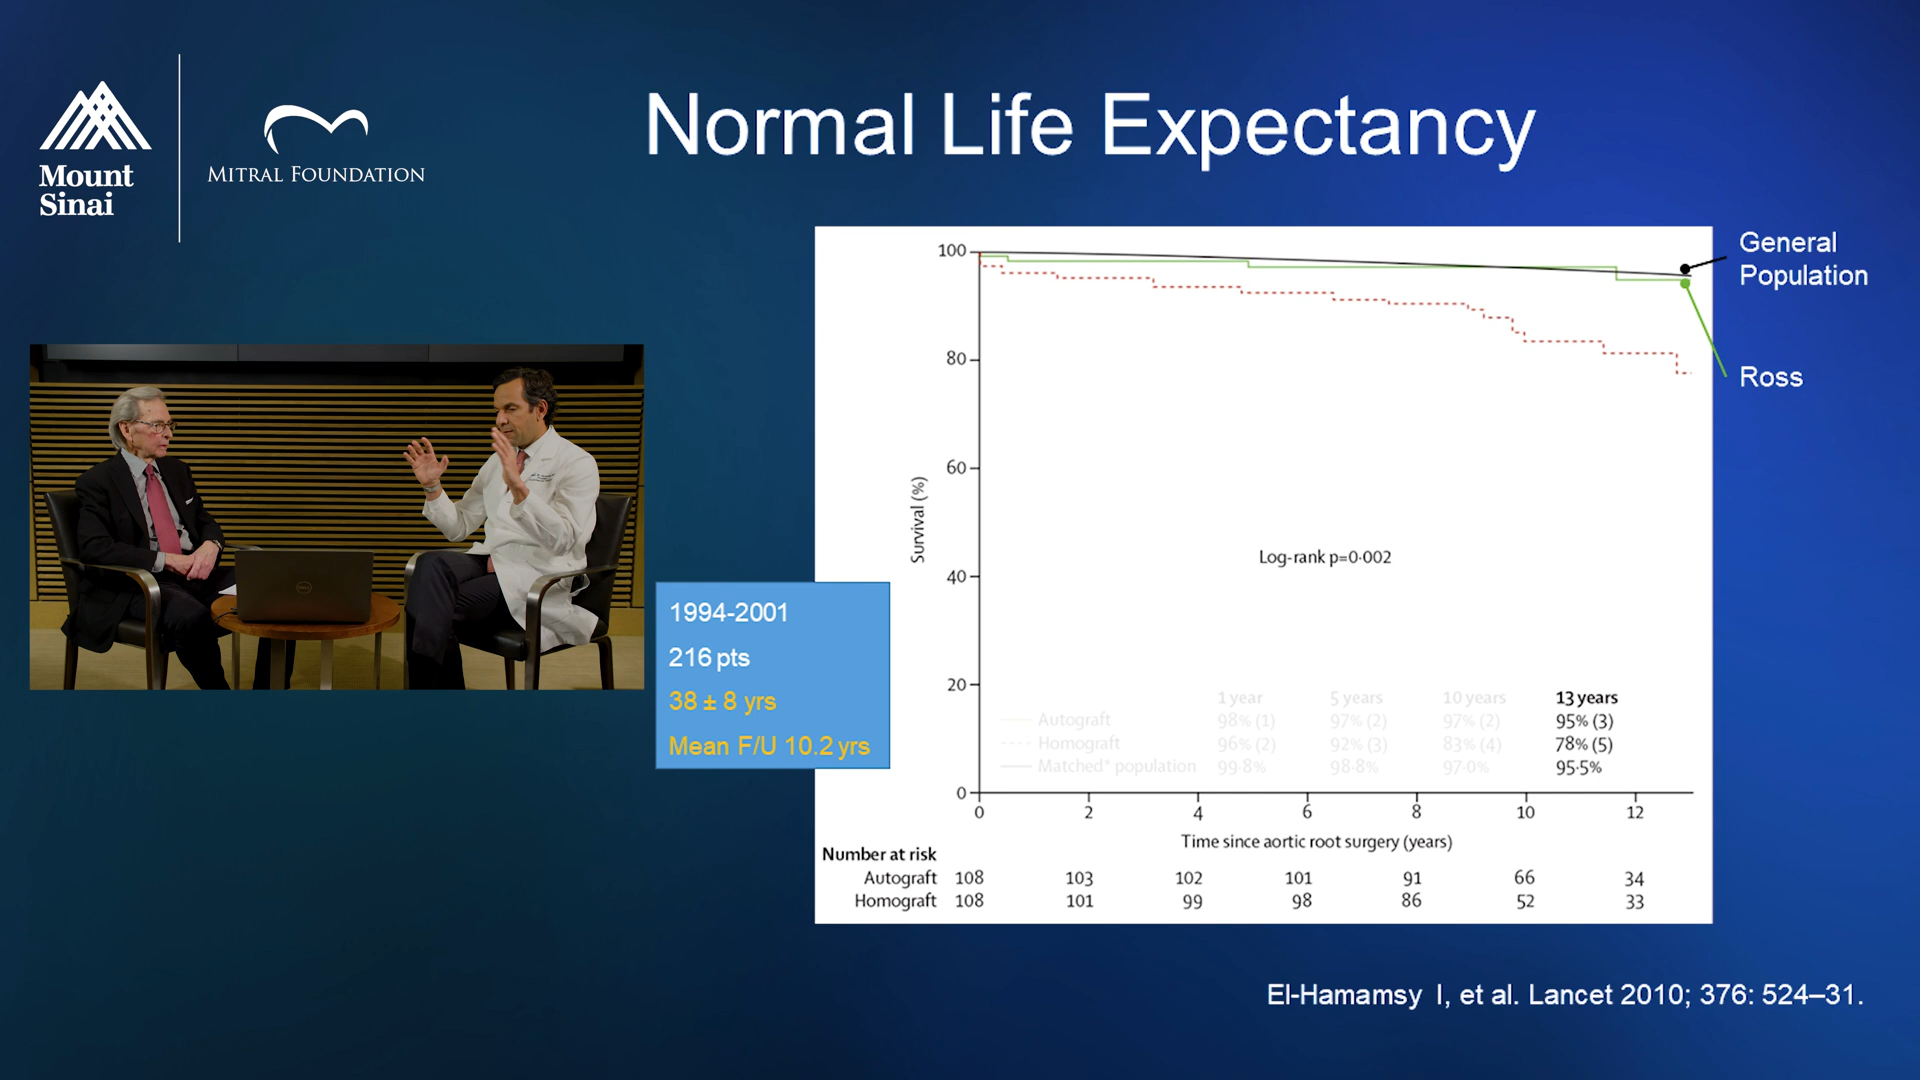 Mount
Sinai
MITRAL FOUNDATION
Normal Life Expectancy
General
Population
Ross
100
80
60
40
20
0
Survival (%)
Log-rank p=0·002
1 year 5 years 10 years 13 years
Autograft 98% (1) 97% (2) 97% (2) 95% (3)
Homograft 96% (2) 92% (3) 83% (4) 78% (5)
Matched* population 99·8% 98·8% 97·0% 95·5%
0 2 4 6 8 10 12
Time since aortic root surgery (years)
Number at risk
Autograft 108 103 102 101 91 66 34
Homograft 108 101 99 98 86 52 33
1994-2001
216 pts
38 ± 8 yrs
Mean F/U 10.2 yrs
El-Hamamsy I, et al. Lancet 2010; 376: 524–31.